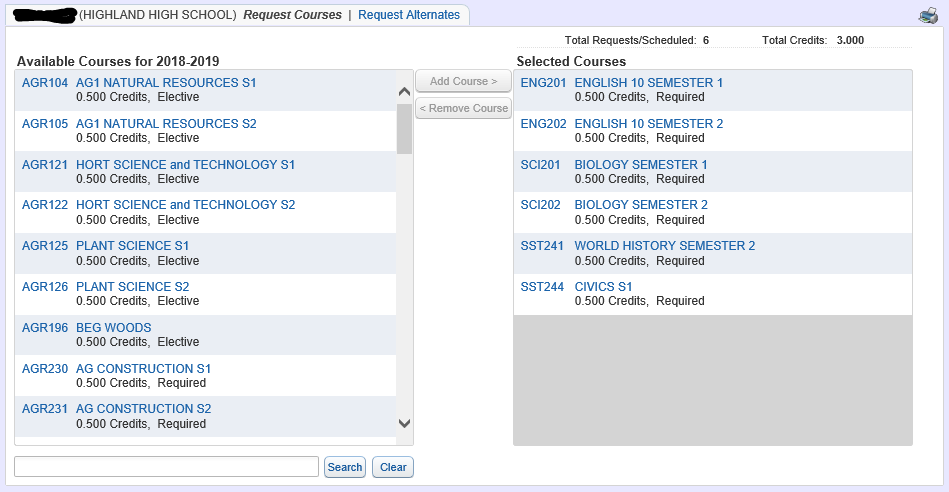 (HIGHLAND HIGH SCHOOL) Request Courses | Request Alternates
Total Requests/Scheduled: 6 Total Credits: 3.000
Available Courses for 2018-2019
AGR104 AG1 NATURAL RESOURCES S1
0.500 Credits, Elective
AGR105 AG1 NATURAL RESOURCES S2
0.500 Credits, Elective
AGR121 HORT SCIENCE and TECHNOLOGY S1
0.500 Credits, Elective
AGR122 HORT SCIENCE and TECHNOLOGY S2
0.500 Credits, Elective
AGR125 PLANT SCIENCE S1
0.500 Credits, Elective
AGR126 PLANT SCIENCE S2
0.500 Credits, Elective
AGR196 BEG WOODS
0.500 Credits, Elective
AGR230 AG CONSTRUCTION S1
0.500 Credits, Required
AGR231 AG CONSTRUCTION S2
0.500 Credits, Required
Add Course >
< Remove Course
Selected Courses
ENG201 ENGLISH 10 SEMESTER 1
0.500 Credits, Required
ENG202 ENGLISH 10 SEMESTER 2
0.500 Credits, Required
SCI201 BIOLOGY SEMESTER 1
0.500 Credits, Required
SCI202 BIOLOGY SEMESTER 2
0.500 Credits, Required
SST241 WORLD HISTORY SEMESTER 2
0.500 Credits, Required
SST244 CIVICS S1
0.500 Credits, Required
Search Clear